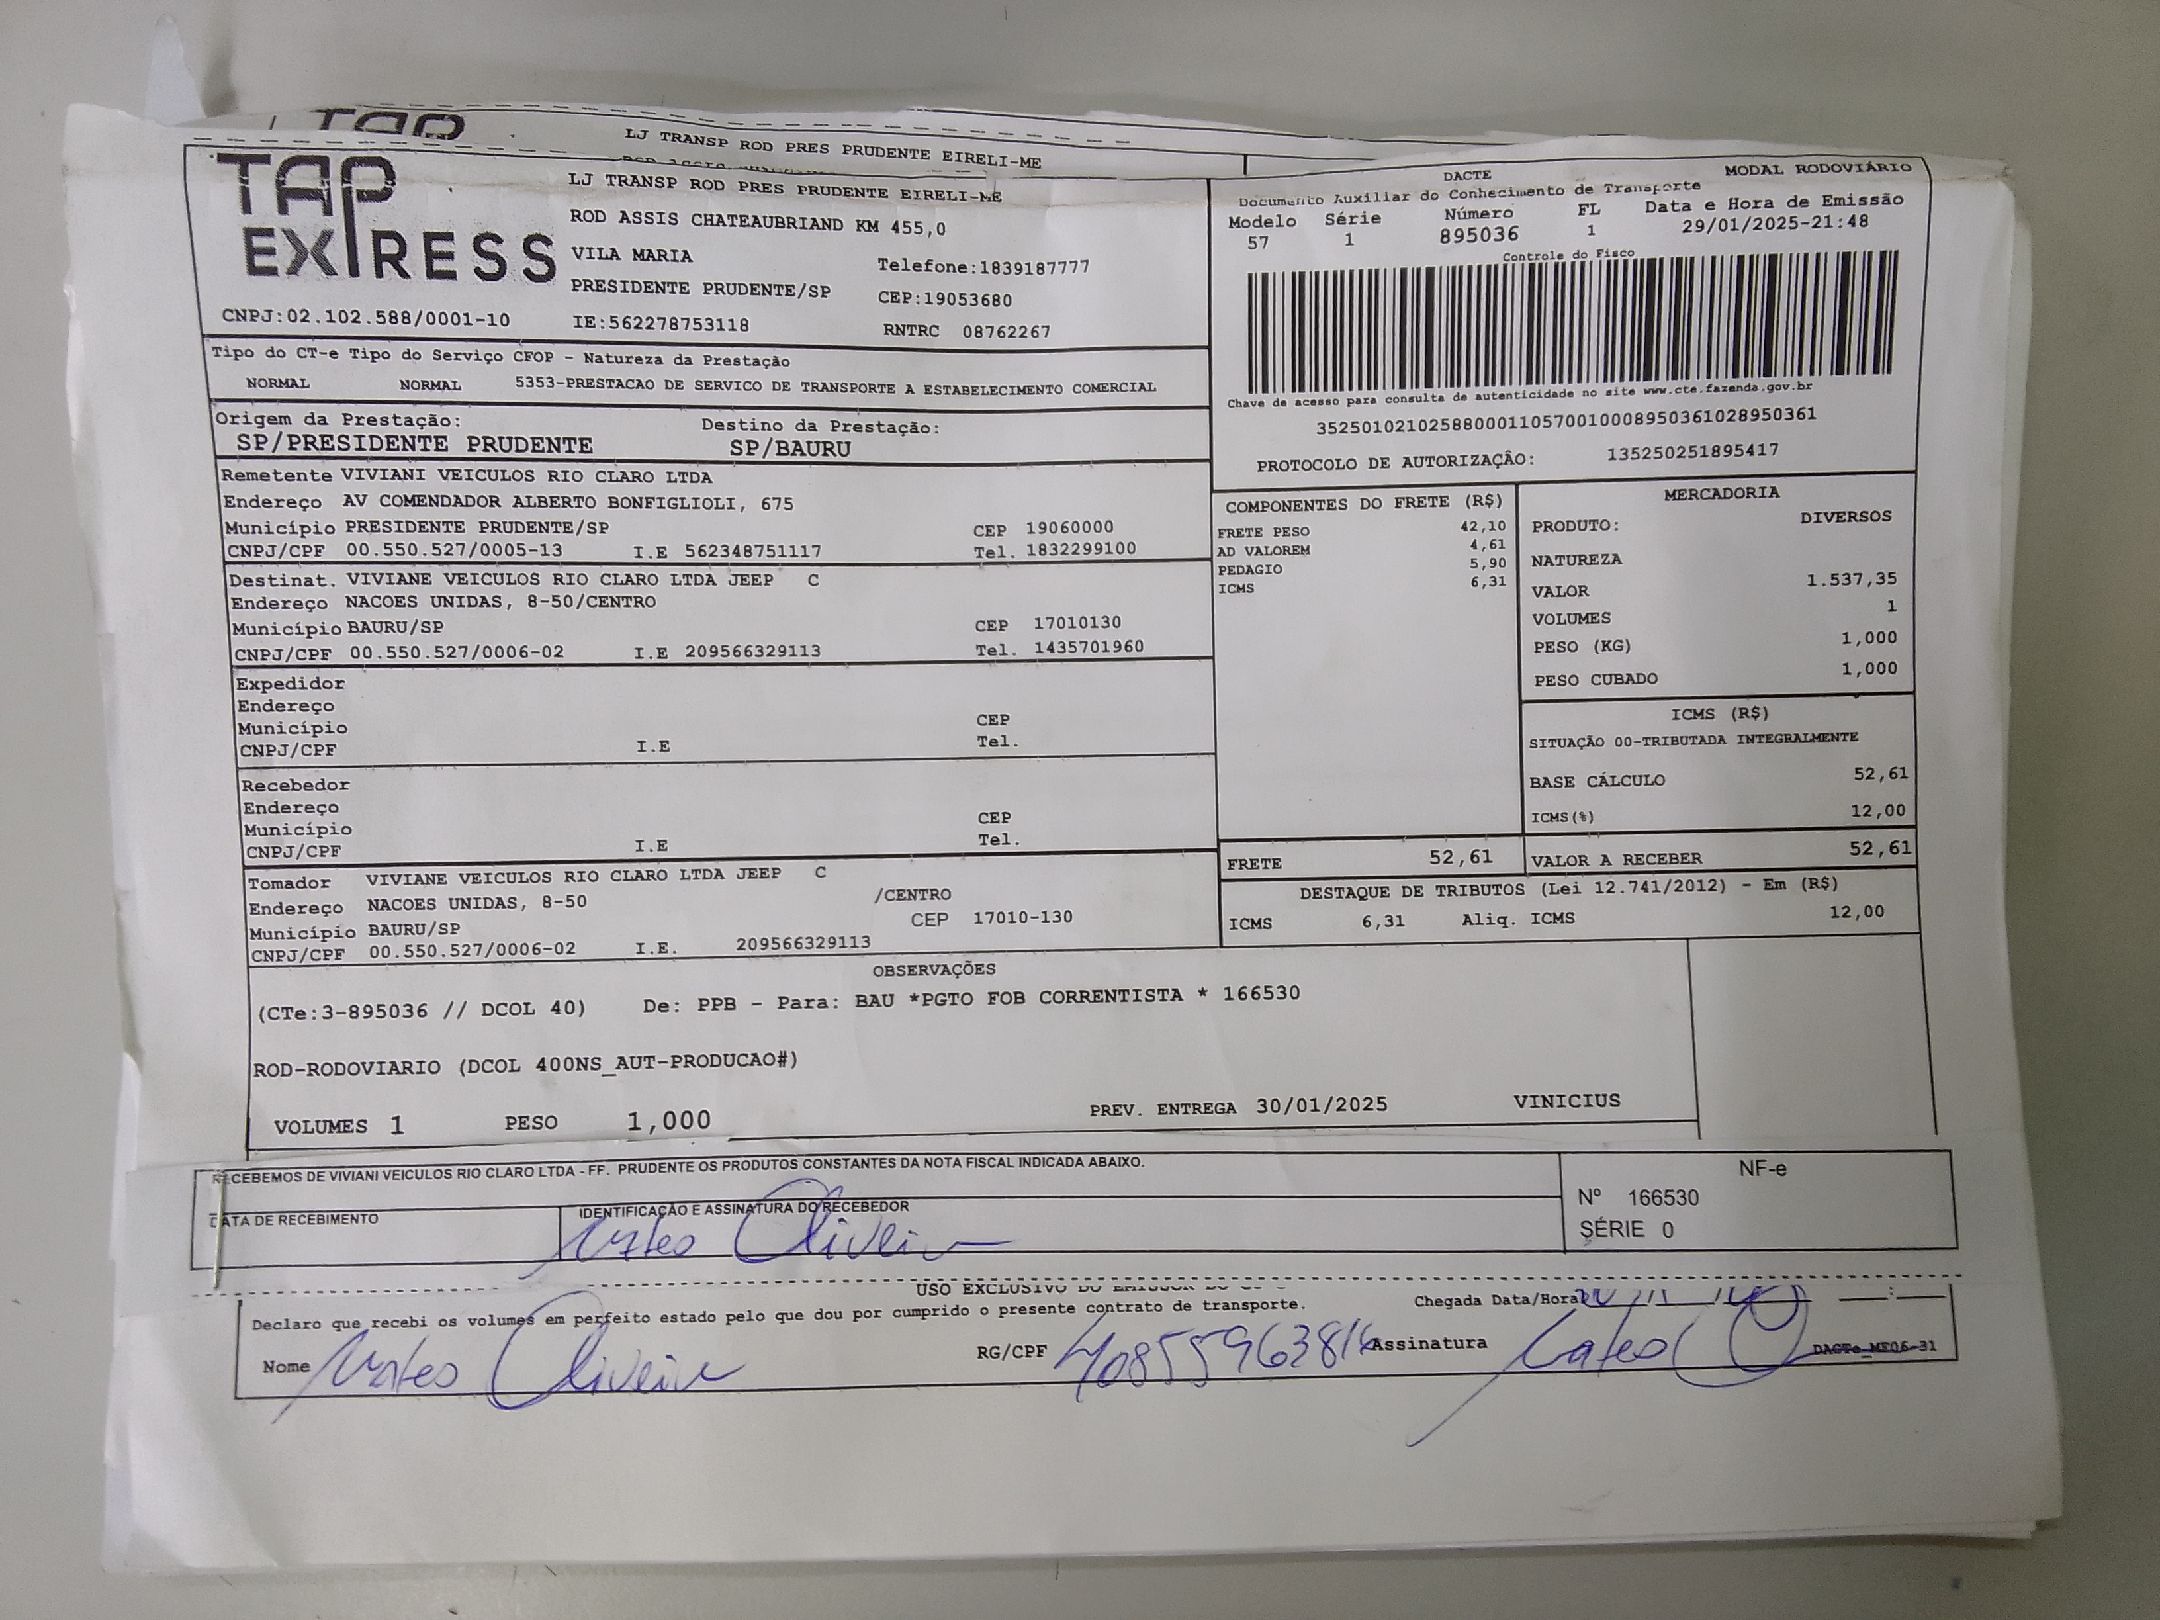 TAP
LJ TRANSP ROD PRES PRUDENTE EIRELI-ME
TAP EXPRESS
LJ TRANSP ROD PRES PRUDENTE EIRELI-ME
ROD ASSIS CHATEAUBRIAND KM 455,0
VILA MARIA
Telefone:1839187777
PRESIDENTE PRUDENTE/SP
CEP:19053680
CNPJ:02.102.588/0001-10
IE:562278753118
RNTRC 08762267
DACTE
MODAL RODOVIÁRIO
Documento Auxiliar do Conhecimento de Transporte
Modelo Série Número FL Data e Hora de Emissão
57 1 895036 1 29/01/2025-21:48
Controle do Fisco
Chave de acesso para consulta de autenticidade no site www.cte.fazenda.gov.br
35250102102588000110570010008950361028950361
PROTOCOLO DE AUTORIZAÇÂO: 135250251895417
Tipo do CT-e Tipo do Serviço CFOP - Natureza da Prestação
NORMAL NORMAL 5353-PRESTACAO DE SERVICO DE TRANSPORTE A ESTABELECIMENTO COMERCIAL
Origem da Prestação: Destino da Prestação:
SP/PRESIDENTE PRUDENTE SP/BAURU
Remetente VIVIANI VEICULOS RIO CLARO LTDA
Endereço AV COMENDADOR ALBERTO BONFIGLIOLI, 675
Município PRESIDENTE PRUDENTE/SP CEP 19060000
CNPJ/CPF 00.550.527/0005-13 I.E 562348751117 Tel. 1832299100
Destinat. VIVIANE VEICULOS RIO CLARO LTDA JEEP C
Endereço NACOES UNIDAS, 8-50/CENTRO
Município BAURU/SP CEP 17010130
CNPJ/CPF 00.550.527/0006-02 I.E 209566329113 Tel. 1435701960
Expedidor
Endereço
Município CEP
CNPJ/CPF I.E Tel.
Recebedor
Endereço
Município CEP
CNPJ/CPF I.E Tel.
Tomador VIVIANE VEICULOS RIO CLARO LTDA JEEP C
Endereço NACOES UNIDAS, 8-50 /CENTRO
Município BAURU/SP CEP 17010-130
CNPJ/CPF 00.550.527/0006-02 I.E. 209566329113
COMPONENTES DO FRETE (R$)
FRETE PESO 42,10
AD VALOREM 4,61
PEDAGIO 5,90
ICMS 6,31
MERCADORIA
PRODUTO: DIVERSOS
NATUREZA
VALOR 1.537,35
VOLUMES 1
PESO (KG) 1,000
PESO CUBADO 1,000
ICMS (R$)
SITUAÇÃO 00-TRIBUTADA INTEGRALMENTE
BASE CÁLCULO 52,61
ICMS(%) 12,00
FRETE 52,61 VALOR A RECEBER 52,61
DESTAQUE DE TRIBUTOS (Lei 12.741/2012) - Em (R$)
ICMS 6,31 Aliq. ICMS 12,00
OBSERVAÇÕES
(CTe:3-895036 // DCOL 40) De: PPB - Para: BAU *PGTO FOB CORRENTISTA * 166530
ROD-RODOVIARIO (DCOL 400NS_AUT-PRODUCAO#)
VOLUMES 1 PESO 1,000 PREV. ENTREGA 30/01/2025 VINICIUS
RECEBEMOS DE VIVIANI VEICULOS RIO CLARO LTDA - FF. PRUDENTE OS PRODUTOS CONSTANTES DA NOTA FISCAL INDICADA ABAIXO.
DATA DE RECEBIMENTO
IDENTIFICAÇÃO E ASSINATURA DO RECEBEDOR
Oliveira
NF-e
Nº 166530
SÉRIE 0
USO EXCLUSIVO DO EMISSOR DO
Declaro que recebi os volumes em perfeito estado pelo que dou por cumprido o presente contrato de transporte.
Chegada Data/Hora
Nome Oliveira
RG/CPF
Assinatura
DACTe_MF06-31